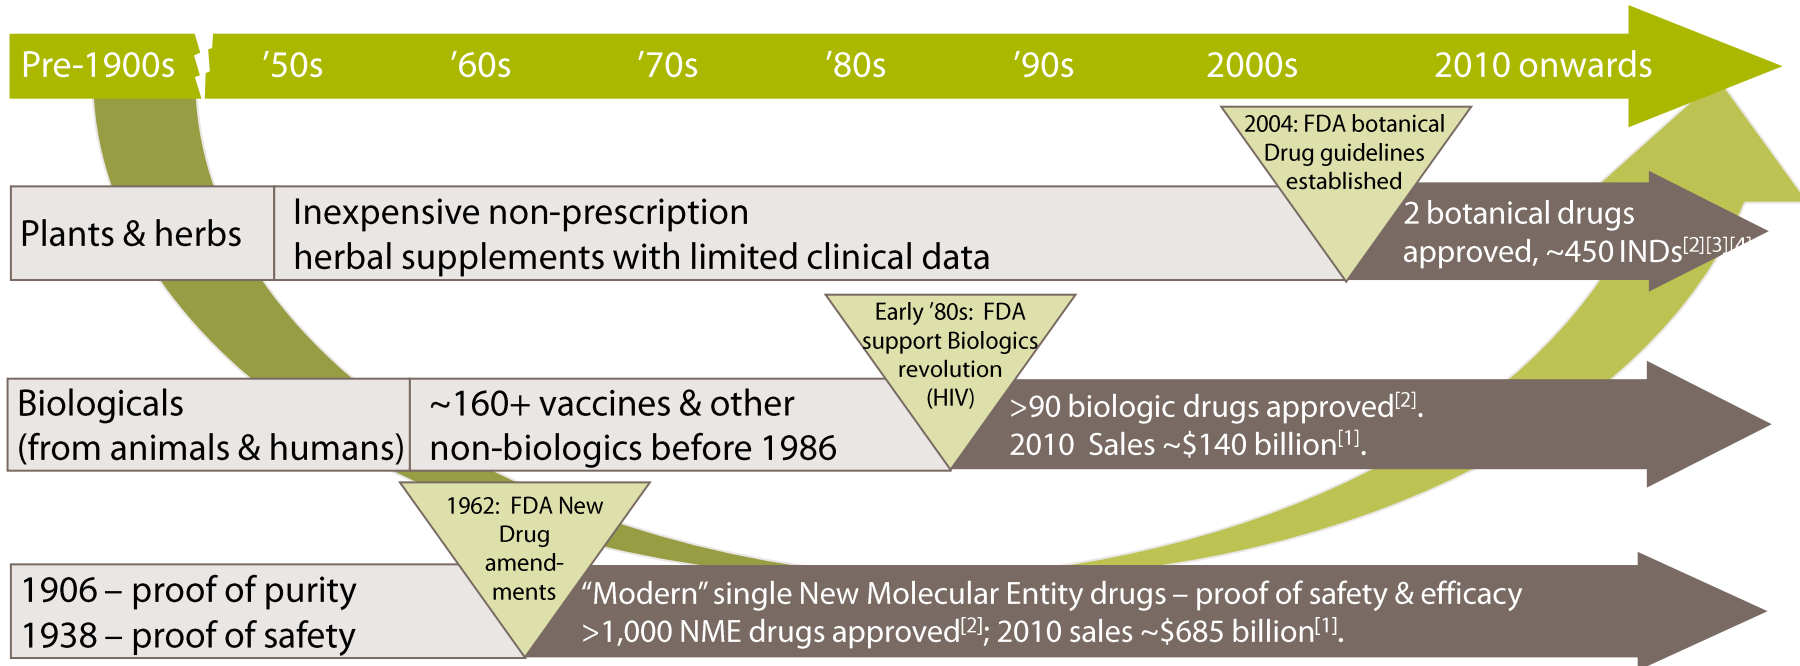 Pre-1900s ’50s ’60s ’70s ’80s ’90s 2000s 2010 onwards
2004: FDA botanical
Drug guidelines
established
Plants & herbs
Inexpensive non-prescription
herbal supplements with limited clinical data
2 botanical drugs
approved, ~450 INDs[2][3][4]
Early ’80s: FDA
support Biologics
revolution
(HIV)
Biologicals
(from animals & humans)
~160+ vaccines & other
non-biologics before 1986
>90 biologic drugs approved[2].
2010 Sales ~$140 billion[1].
1962: FDA New
Drug
amend-
ments
1906 – proof of purity
1938 – proof of safety
“Modern” single New Molecular Entity drugs – proof of safety & efficacy
>1,000 NME drugs approved[2]; 2010 sales ~$685 billion[1].